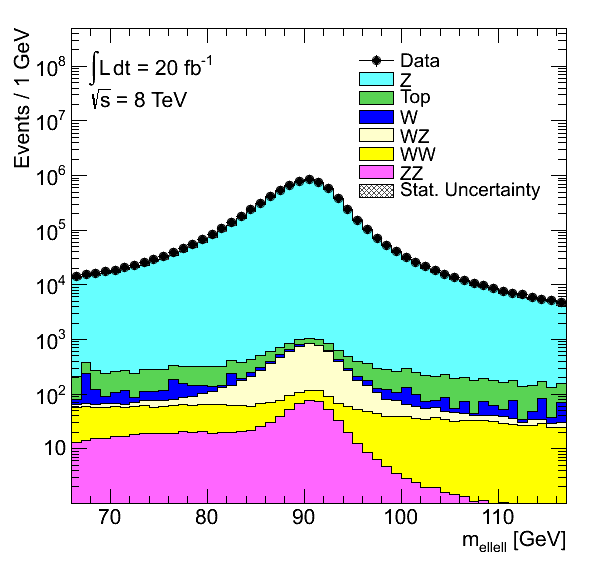 Events / 1 GeV
∫L dt = 20 fb⁻¹
√s = 8 TeV
Data
Z
Top
W
WZ
WW
ZZ
Stat. Uncertainty
10⁸
10⁷
10⁶
10⁵
10⁴
10³
10²
10
70 80 90 100 110
m_ellell [GeV]